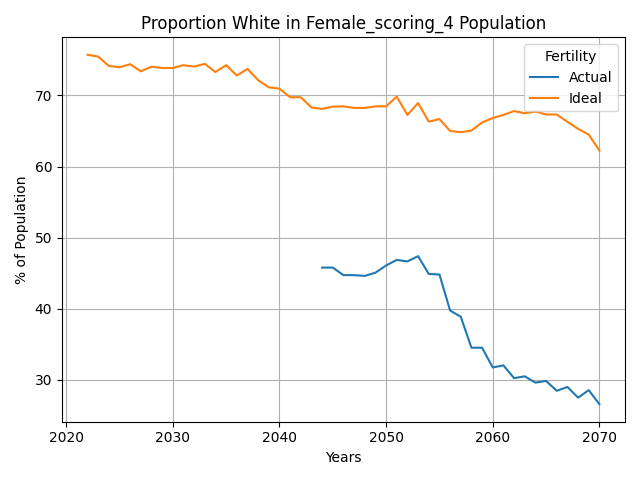 Proportion White in Female_scoring_4 Population
Fertility
Actual
Ideal
% of Population
70
60
50
40
30
2020 2030 2040 2050 2060 2070
Years